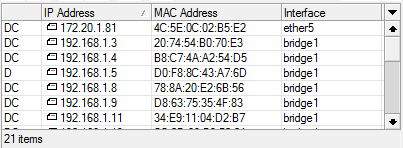 IP Address MAC Address Interface
DC 172.20.1.81 4C:5E:0C:02:B5:E2 ether5
DC 192.168.1.3 20:74:54:B0:70:E3 bridge1
DC 192.168.1.4 B8:C7:4A:A2:54:D5 bridge1
D 192.168.1.5 D0:F8:8C:43:A7:6D bridge1
DC 192.168.1.8 78:8A:20:E2:6B:56 bridge1
DC 192.168.1.9 D8:63:75:35:4F:83 bridge1
DC 192.168.1.11 34:E9:11:04:D2:B7 bridge1
21 items